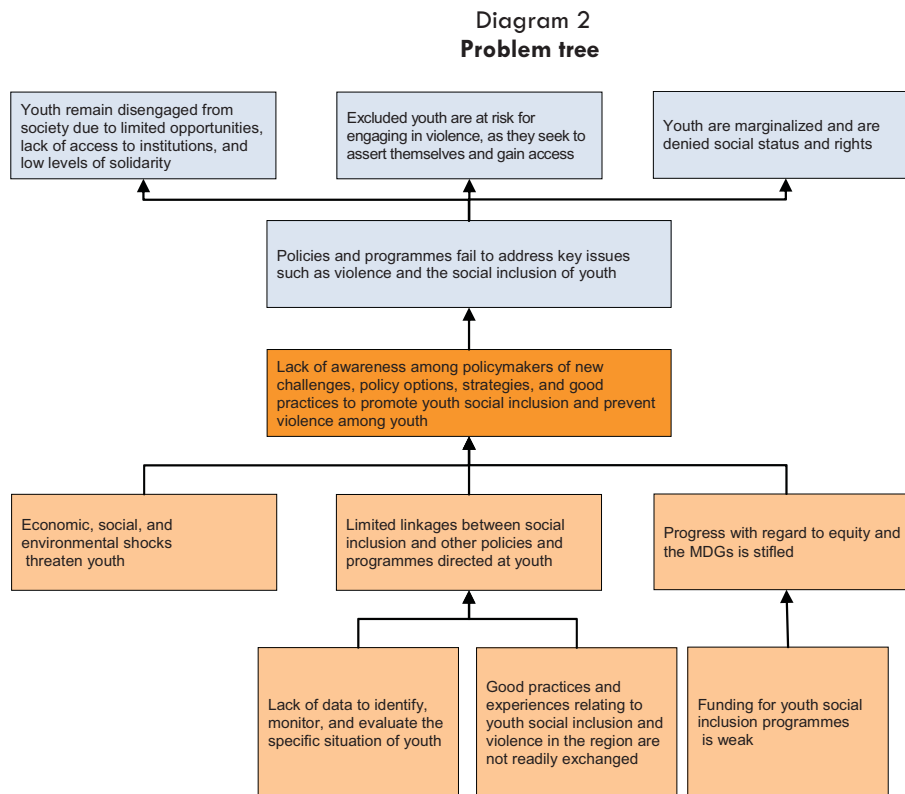 Diagram 2
Problem tree
Youth remain disengaged from
society due to limited opportunities,
lack of access to institutions, and
low levels of solidarity
Excluded youth are at risk for
engaging in violence, as they seek to
assert themselves and gain access
Youth are marginalized and are
denied social status and rights
Policies and programmes fail to address key issues
such as violence and the social inclusion of youth
Lack of awareness among policymakers of new
challenges, policy options, strategies, and good
practices to promote youth social inclusion and prevent
violence among youth
Economic, social, and
environmental shocks
threaten youth
Limited linkages between social
inclusion and other policies and
programmes directed at youth
Progress with regard to equity and
the MDGs is stifled
Lack of data to identify,
monitor, and evaluate the
specific situation of youth
Good practices and
experiences relating to
youth social inclusion and
violence in the region are
not readily exchanged
Funding for youth social
inclusion programmes
is weak